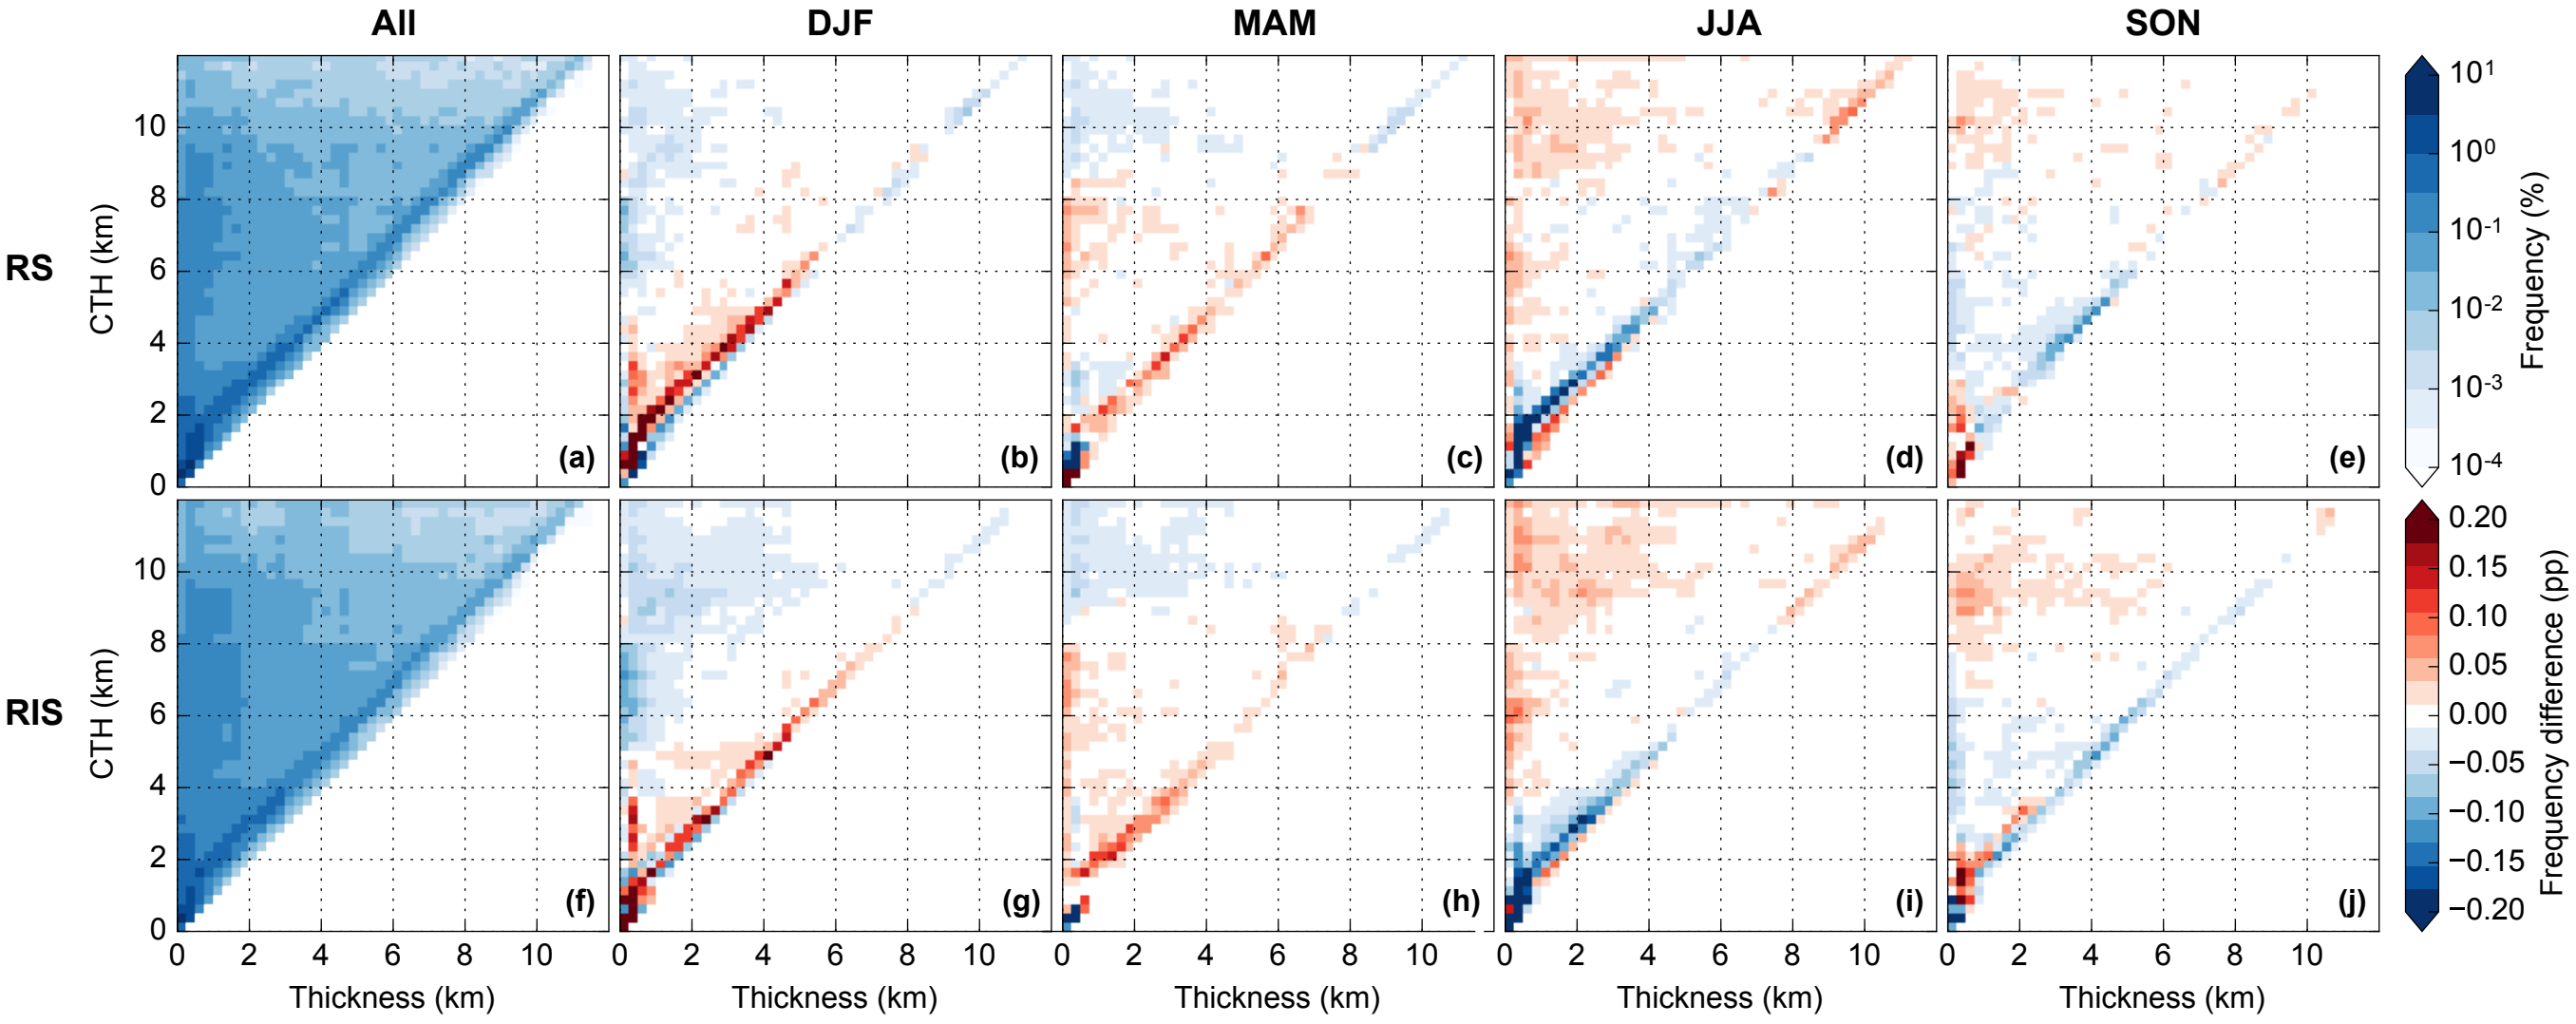 All DJF MAM JJA SON
RS
CTH (km)
10
8
6
4
2
0
(a) (b) (c) (d) (e)
10¹
10⁰
10⁻¹
10⁻²
10⁻³
10⁻⁴
Frequency (%)
RIS
CTH (km)
10
8
6
4
2
0
(f) (g) (h) (i) (j)
0.20
0.15
0.10
0.05
0.00
−0.05
−0.10
−0.15
−0.20
Frequency difference (pp)
0 2 4 6 8 10 0 2 4 6 8 10 0 2 4 6 8 10 0 2 4 6 8 10 0 2 4 6 8 10
Thickness (km) Thickness (km) Thickness (km) Thickness (km) Thickness (km)